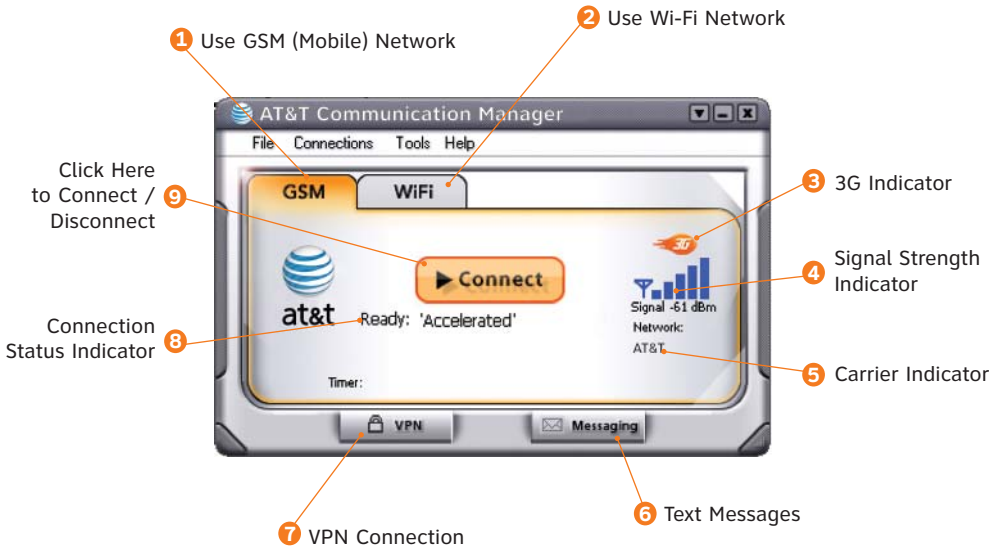 2 Use Wi-Fi Network
1 Use GSM (Mobile) Network
AT&T Communication Manager
File Connections Tools Help
Click Here
to Connect /
Disconnect
9
GSM
WiFi
3 3G Indicator
3G
Connect
4 Signal Strength
Indicator
Signal -61 dBm
at&t
Ready: 'Accelerated'
Network:
AT&T
Connection
Status Indicator
8
5 Carrier Indicator
Timer:
VPN
Messaging
6 Text Messages
7 VPN Connection